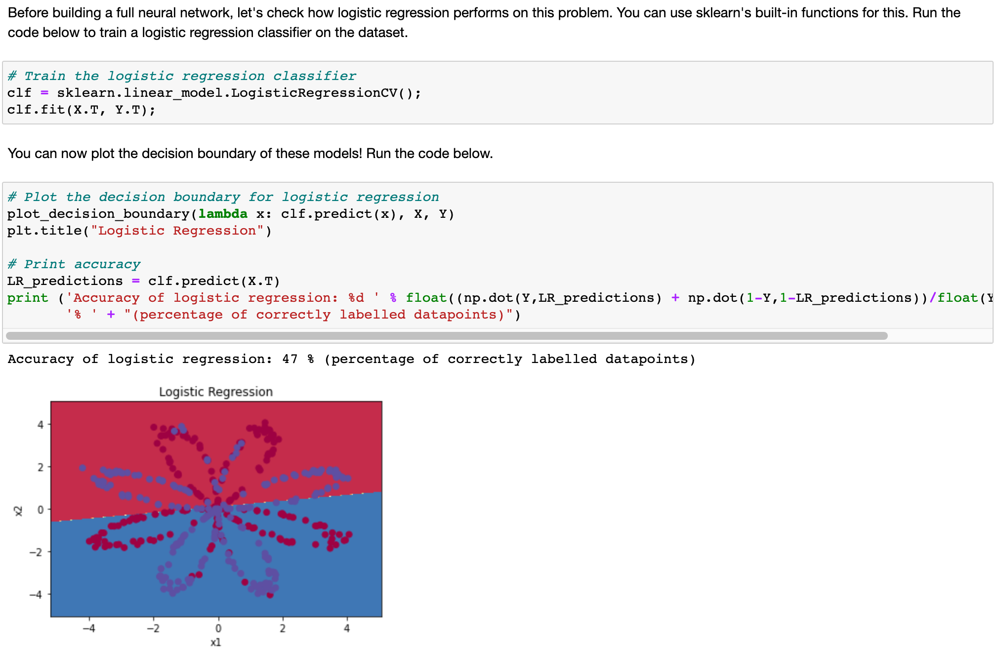 Before building a full neural network, let's check how logistic regression performs on this problem. You can use sklearn's built-in functions for this. Run the
code below to train a logistic regression classifier on the dataset.
# Train the logistic regression classifier
clf = sklearn.linear_model.LogisticRegressionCV();
clf.fit(X.T, Y.T);
You can now plot the decision boundary of these models! Run the code below.
# Plot the decision boundary for logistic regression
plot_decision_boundary(lambda x: clf.predict(x), X, Y)
plt.title("Logistic Regression")
# Print accuracy
LR_predictions = clf.predict(X.T)
print ('Accuracy of logistic regression: %d ' % float((np.dot(Y,LR_predictions) + np.dot(1-Y,1-LR_predictions))/float(Y
'% ' + "(percentage of correctly labelled datapoints)")
Accuracy of logistic regression: 47 % (percentage of correctly labelled datapoints)
Logistic Regression
4
2
0
−2
−4
x2
−4 −2 0 2 4
x1